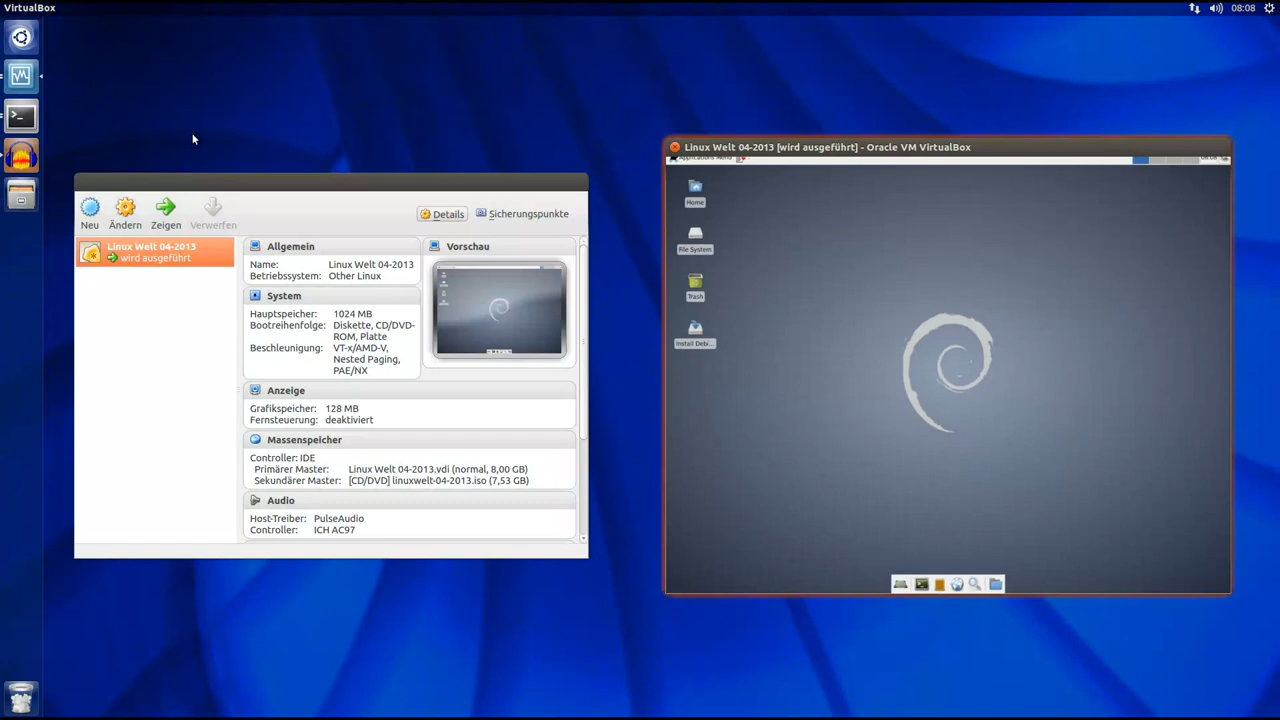 VirtualBox
08:08
Neu
Ändern
Zeigen
Verwerfen
Details
Sicherungspunkte
Linux Welt 04-2013
wird ausgeführt
Allgemein
Name: Linux Welt 04-2013
Betriebssystem: Other Linux
System
Hauptspeicher: 1024 MB
Bootreihenfolge: Diskette, CD/DVD-
ROM, Platte
Beschleunigung: VT-x/AMD-V,
Nested Paging,
PAE/NX
Vorschau
Anzeige
Grafikspeicher: 128 MB
Fernsteuerung: deaktiviert
Massenspeicher
Controller: IDE
Primärer Master: Linux Welt 04-2013.vdi (normal, 8,00 GB)
Sekundärer Master: [CD/DVD] linuxwelt-04-2013.iso (7,53 GB)
Audio
Host-Treiber: PulseAudio
Controller: ICH AC97
Linux Welt 04-2013 [wird ausgeführt] - Oracle VM VirtualBox
Applications Menu
Home
File System
Trash
Install Debi...